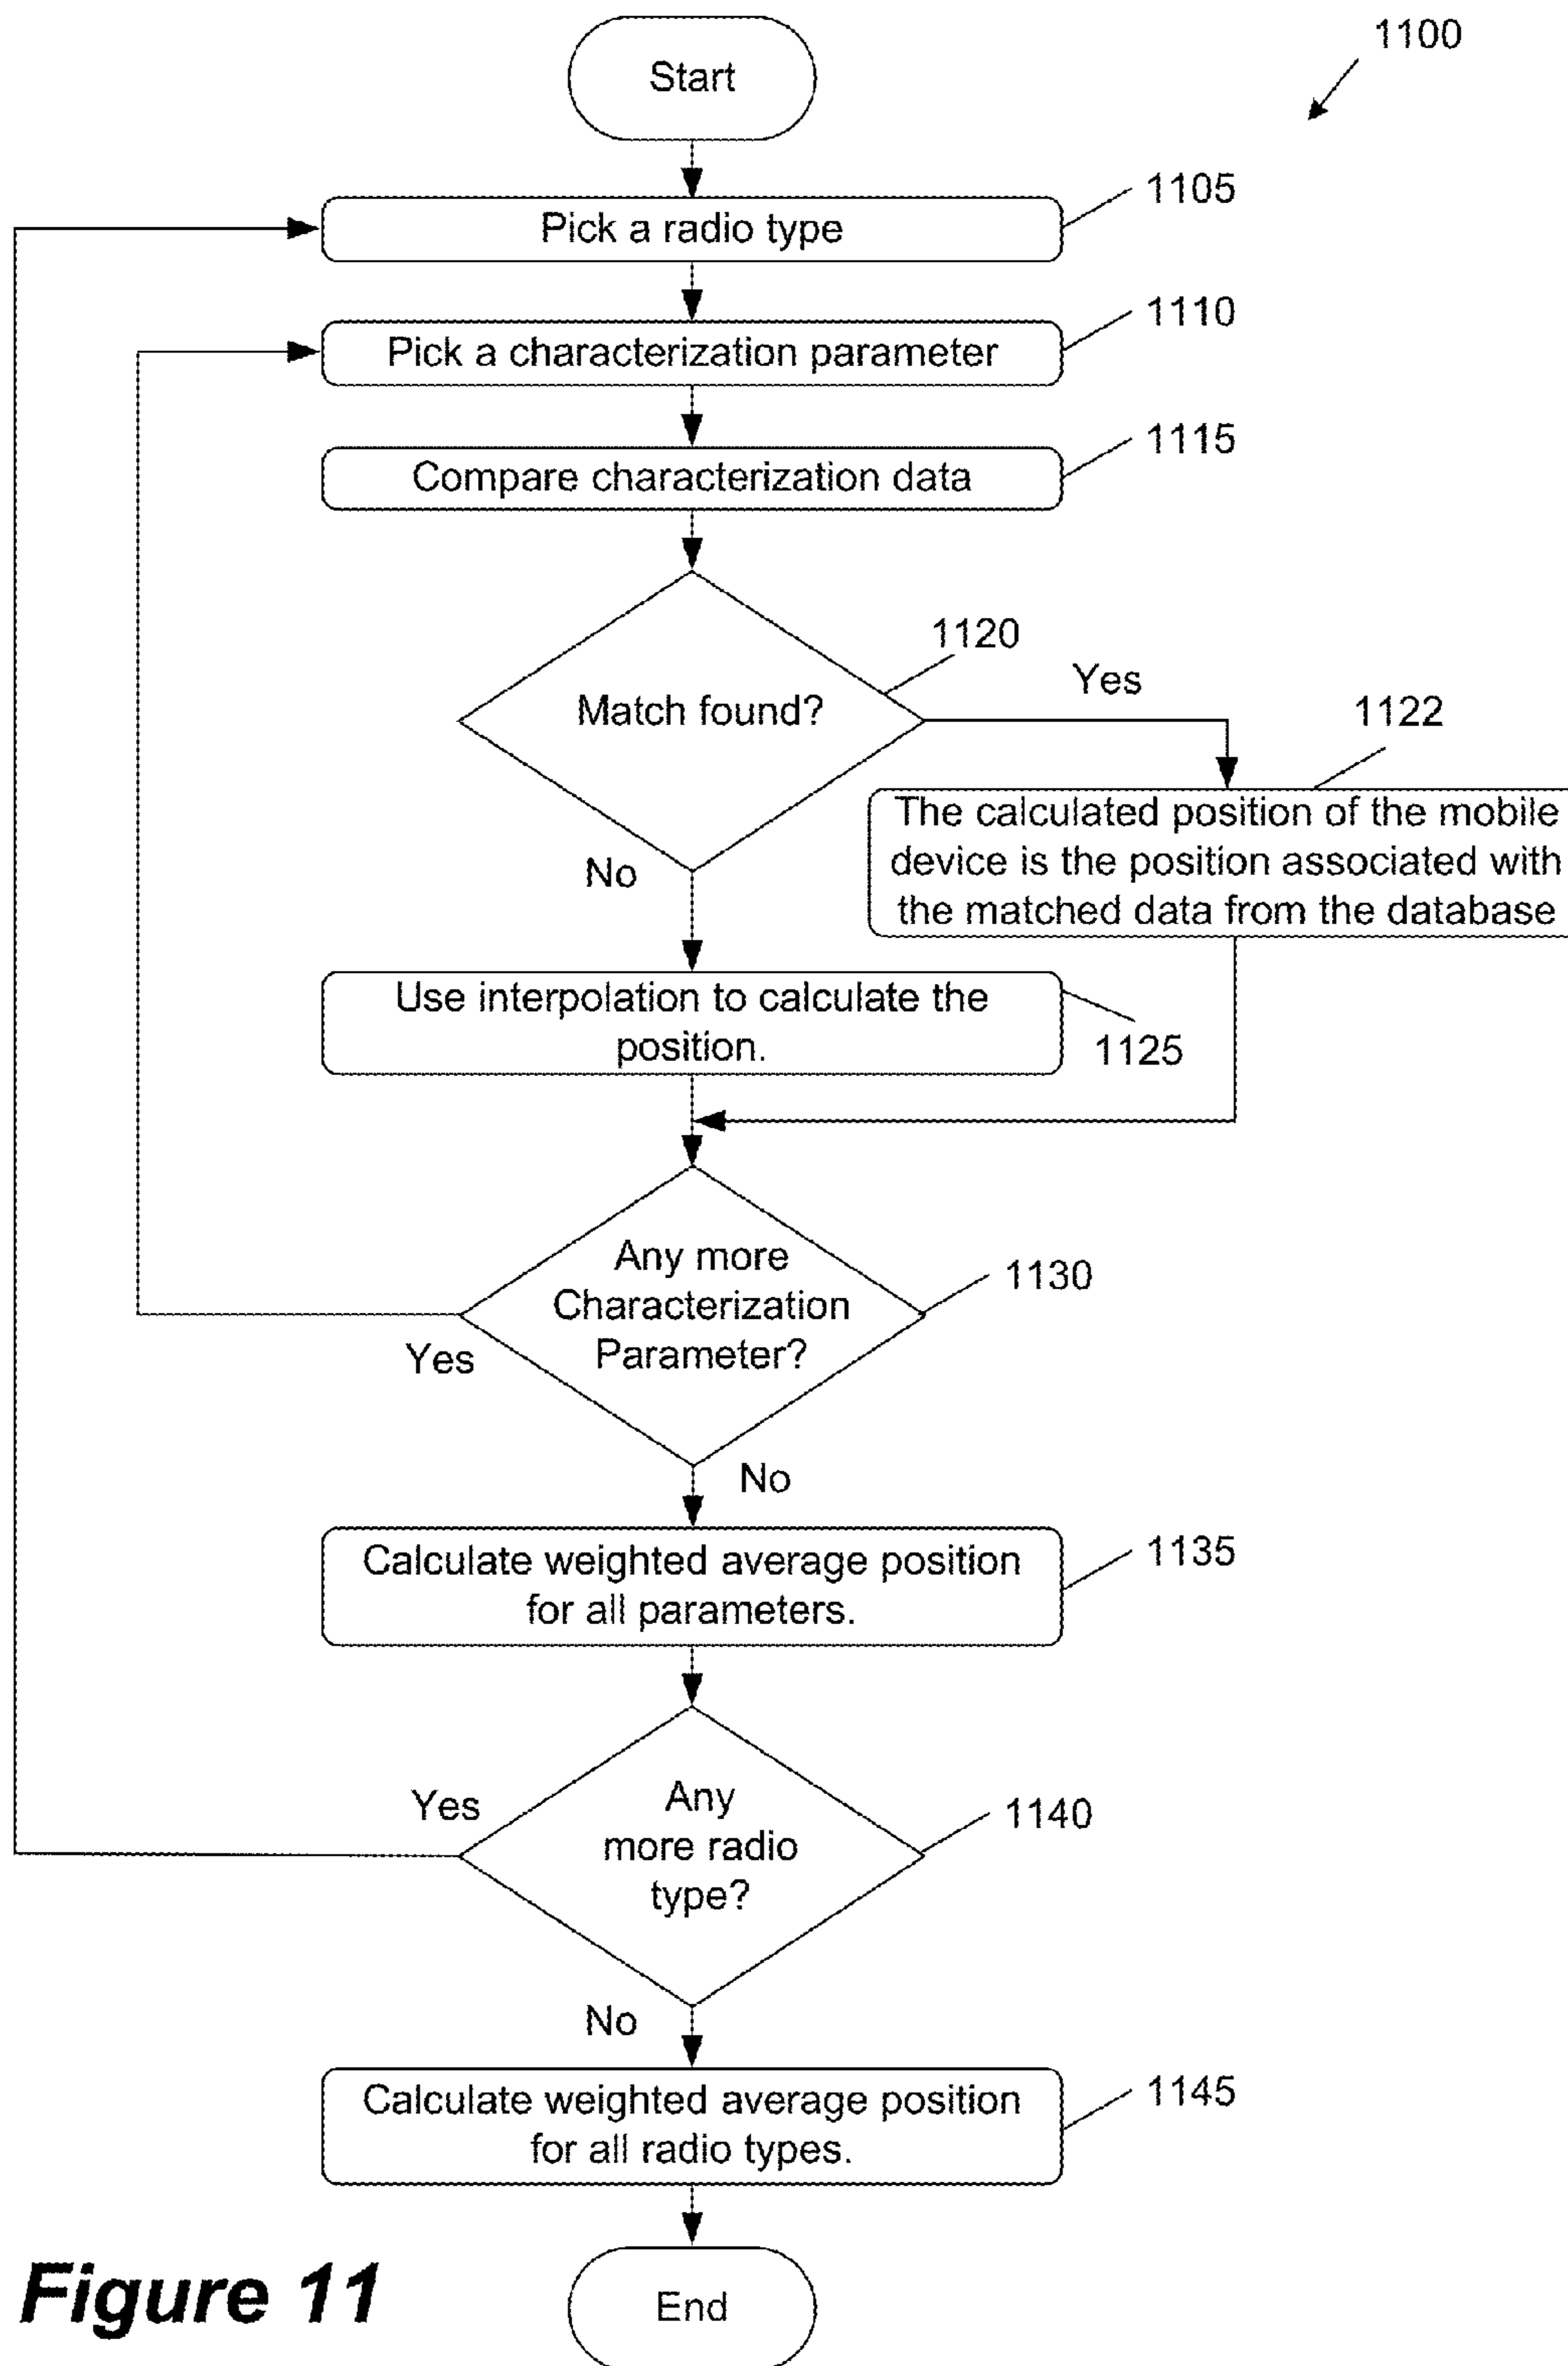 1100
Start
1105
Pick a radio type
1110
Pick a characterization parameter
1115
Compare characterization data
1120
Match found?
Yes
1122
The calculated position of the mobile
device is the position associated with
the matched data from the database
No
Use interpolation to calculate the
position.
1125
Any more
Characterization
Parameter?
1130
Yes
No
Calculate weighted average position
for all parameters.
1135
Yes
Any
more radio
type?
1140
No
Calculate weighted average position
for all radio types.
1145
End
Figure 11